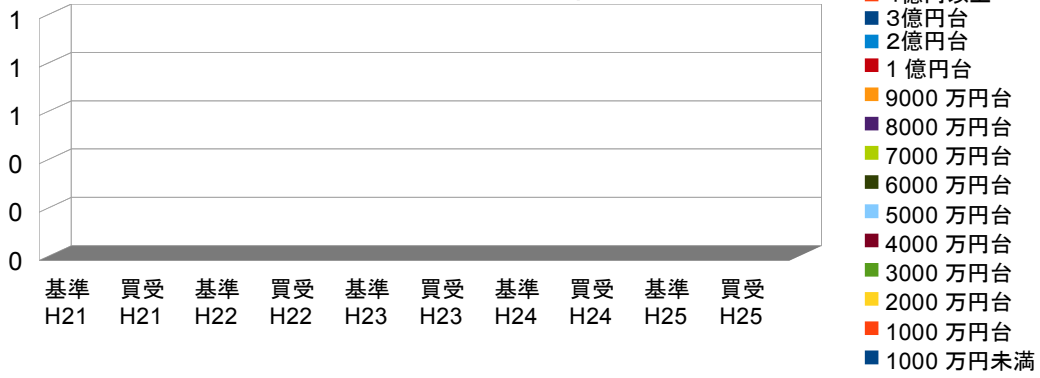 1
1
1
0
0
0
基準 買受 基準 買受 基準 買受 基準 買受 基準 買受
H21 H21 H22 H22 H23 H23 H24 H24 H25 H25
3億円台
2億円台
1 億円台
9000 万円台
8000 万円台
7000 万円台
6000 万円台
5000 万円台
4000 万円台
3000 万円台
2000 万円台
1000 万円台
1000 万円未満